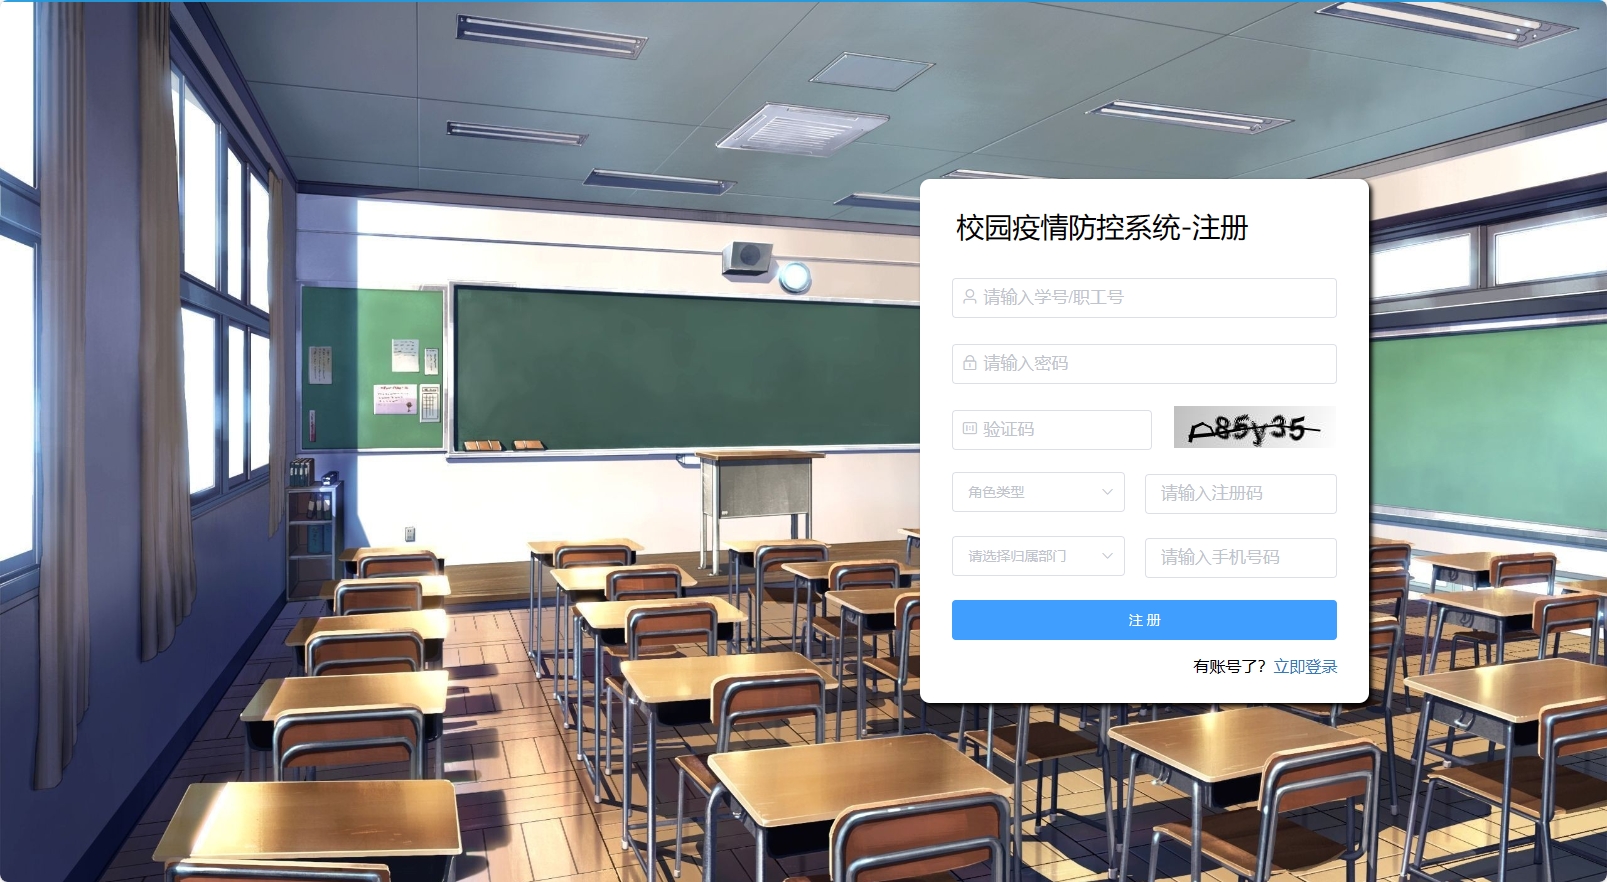 校园疫情防控系统-注册
请输入学号/职工号
请输入密码
验证码
p85y35
角色类型
请输入注册码
请选择归属部门
请输入手机号码
注 册
有账号了？立即登录